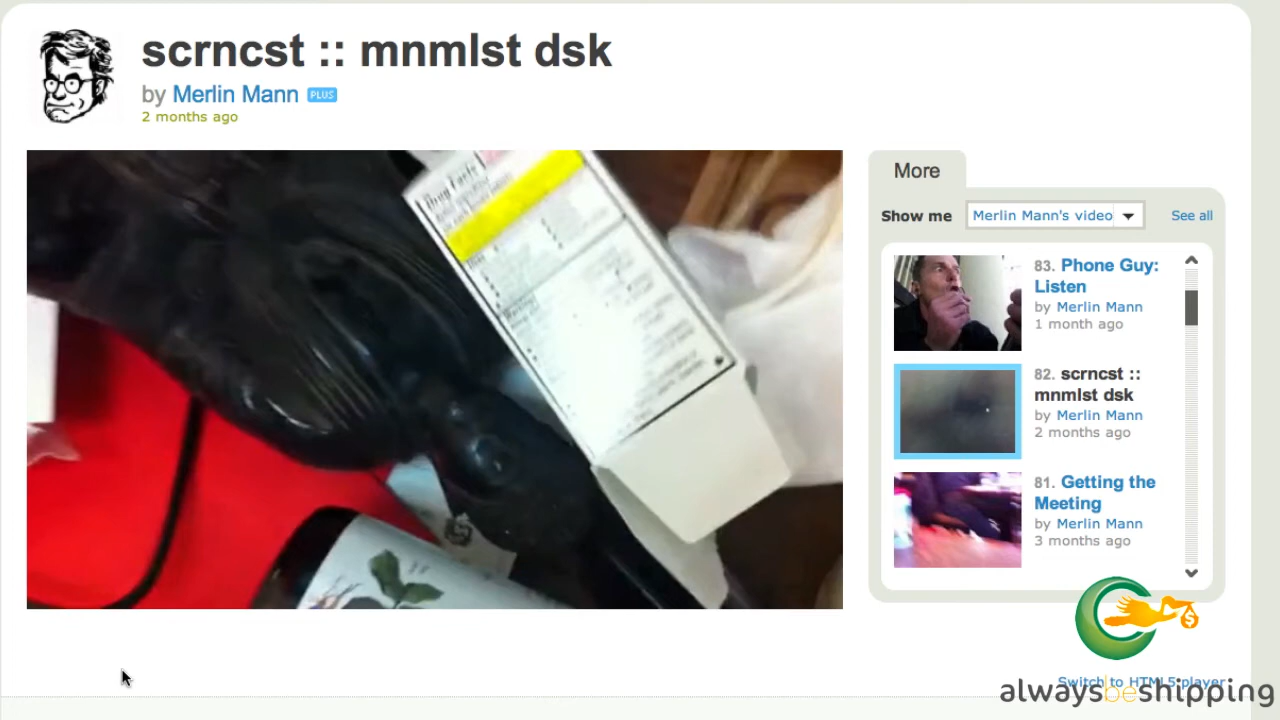 scrncst :: mnmlst dsk
by Merlin Mann PLUS
2 months ago
Drug Facts
More
Show me Merlin Mann's video See all
83. Phone Guy:
Listen
by Merlin Mann
1 month ago
82. scrncst ::
mnmlst dsk
by Merlin Mann
2 months ago
81. Getting the
Meeting
by Merlin Mann
3 months ago
$
Switch to HTML5 player
alwaysbeshipping